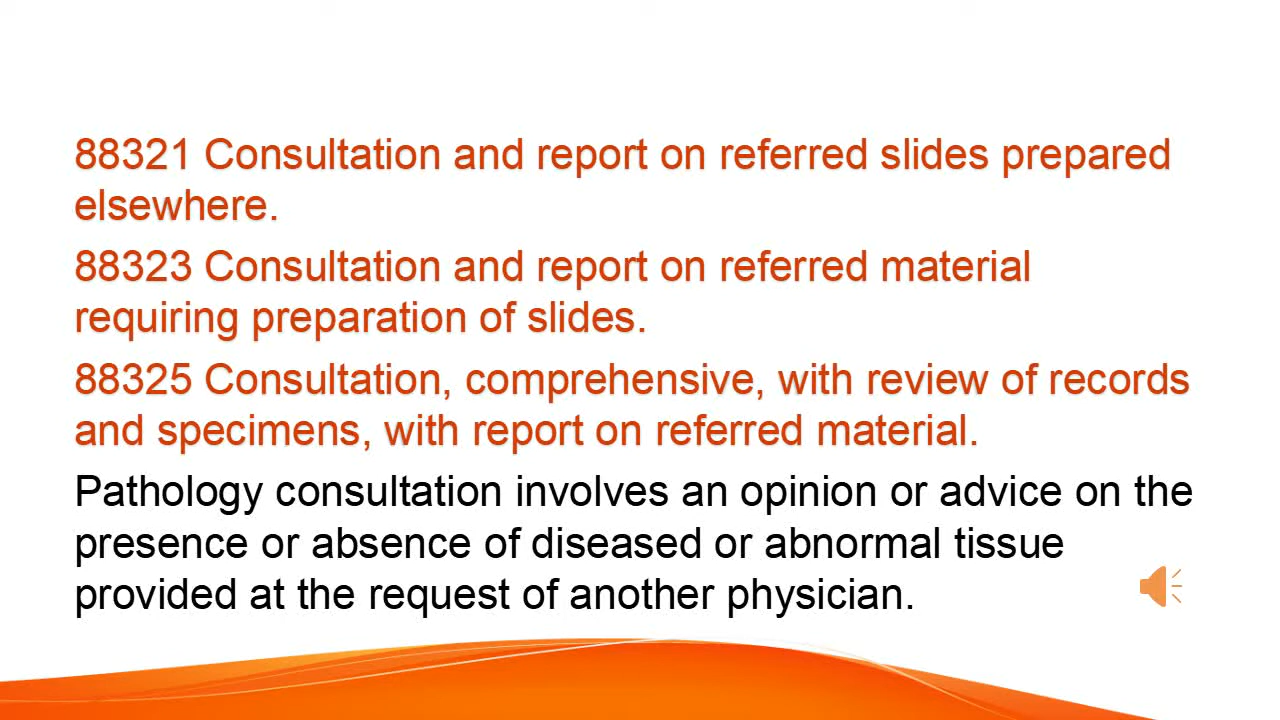 88321 Consultation and report on referred slides prepared
elsewhere.
88323 Consultation and report on referred material
requiring preparation of slides.
88325 Consultation, comprehensive, with review of records
and specimens, with report on referred material.
Pathology consultation involves an opinion or advice on the
presence or absence of diseased or abnormal tissue
provided at the request of another physician.